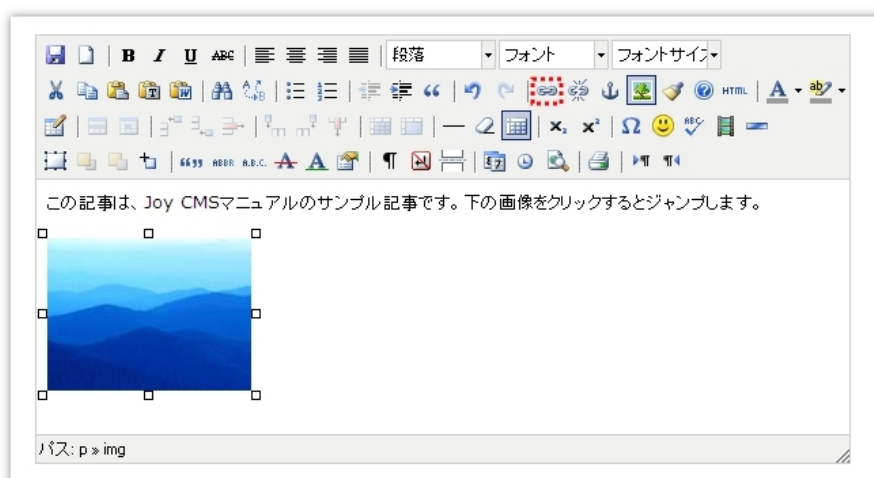 B I U ABC 段落 フォント フォントサイズ
HTML A ab
x₂ x² Ω ABC
““ ”” ABBR A.B.C. A A ¶ N 7 ¶ ¶
この記事は、Joy CMSマニュアルのサンプル記事です。下の画像をクリックするとジャンプします。
パス: p » img